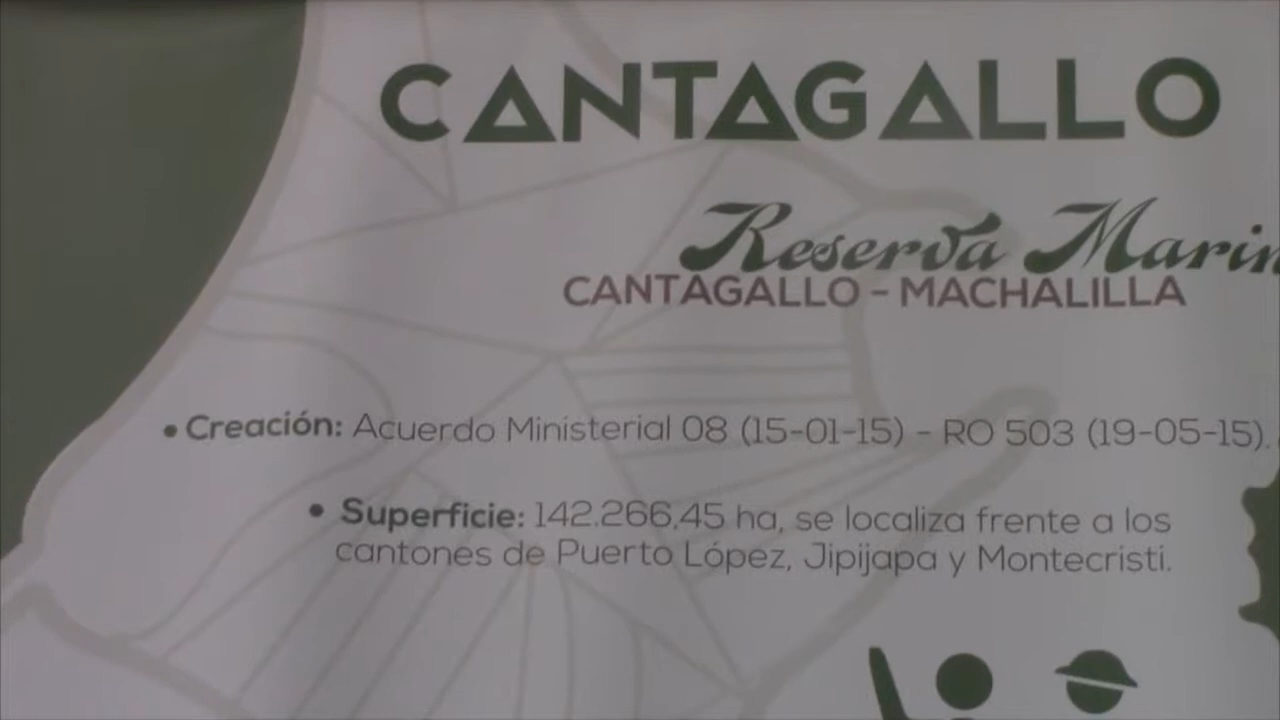 CANTAGALLO
Reserva Marin
CANTAGALLO - MACHALILLA
• Creación: Acuerdo Ministerial 08 (15-01-15) - RO 503 (19-05-15).
• Superficie: 142.266,45 ha, se localiza frente a los
cantones de Puerto López, Jipijapa y Montecristi.